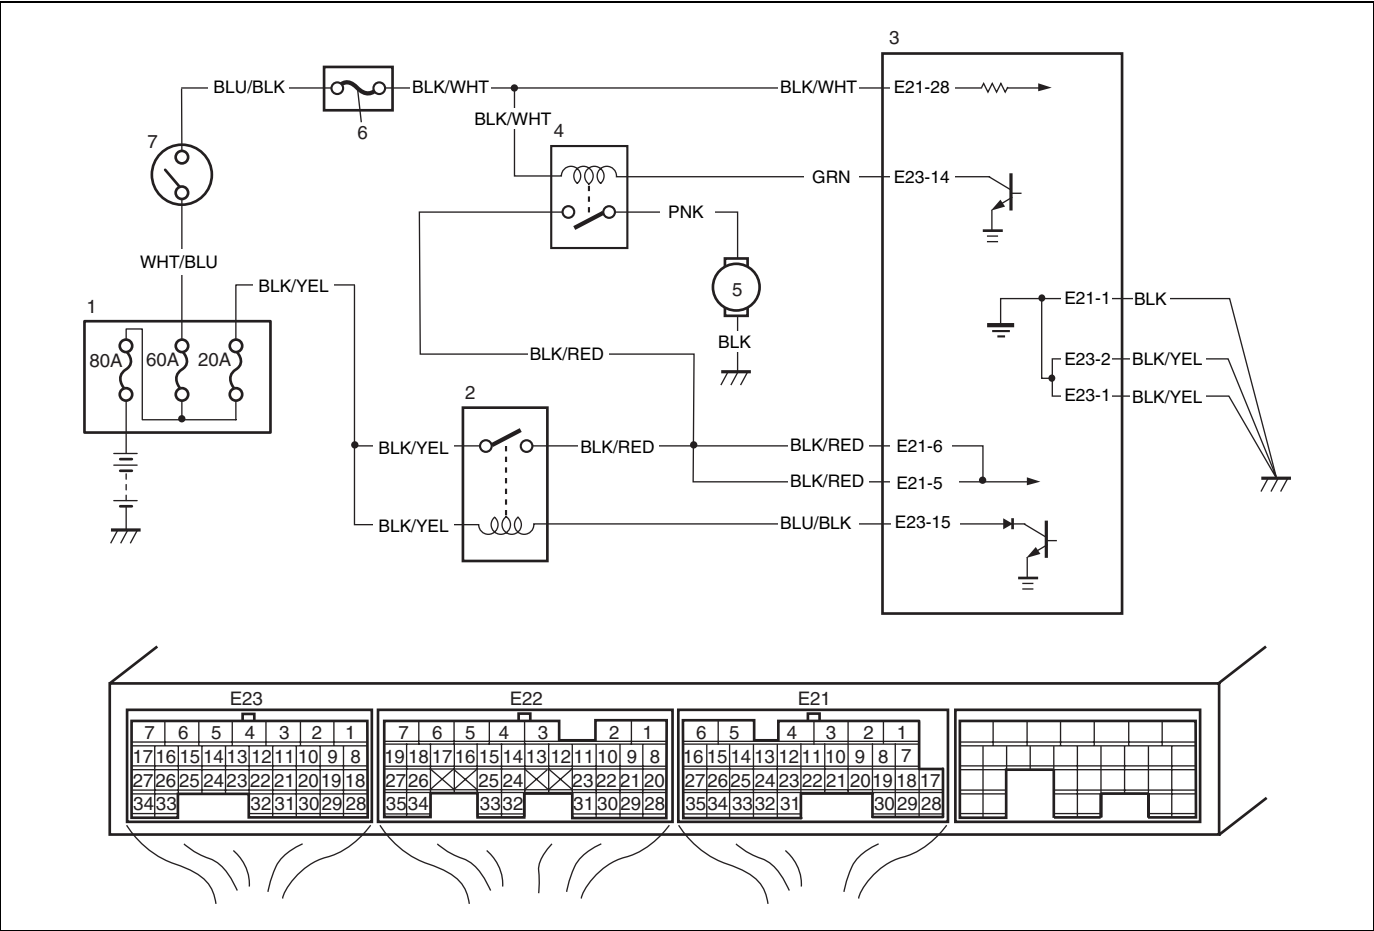 3
BLU/BLK
BLK/WHT
BLK/WHT
E21-28
BLK/WHT
6
4
7
GRN
E23-14
PNK
WHT/BLU
BLK/YEL
5
E21-1
BLK
1
80A
60A
20A
BLK
BLK/RED
E23-2
BLK/YEL
E23-1
BLK/YEL
2
BLK/YEL
BLK/RED
BLK/RED
E21-6
BLK/RED
E21-5
BLK/YEL
BLU/BLK
E23-15
E23
E22
E21
7 6 5 4 3 2 1
17 16 15 14 13 12 11 10 9 8
27 26 25 24 23 22 21 20 19 18
34 33 32 31 30 29 28
7 6 5 4 3 2 1
19 18 17 16 15 14 13 12 11 10 9 8
27 26 25 24 23 22 21 20
35 34 33 32 31 30 29 28
6 5 4 3 2 1
16 15 14 13 12 11 10 9 8 7
27 26 25 24 23 22 21 20 19 18 17
35 34 33 32 31 30 29 28